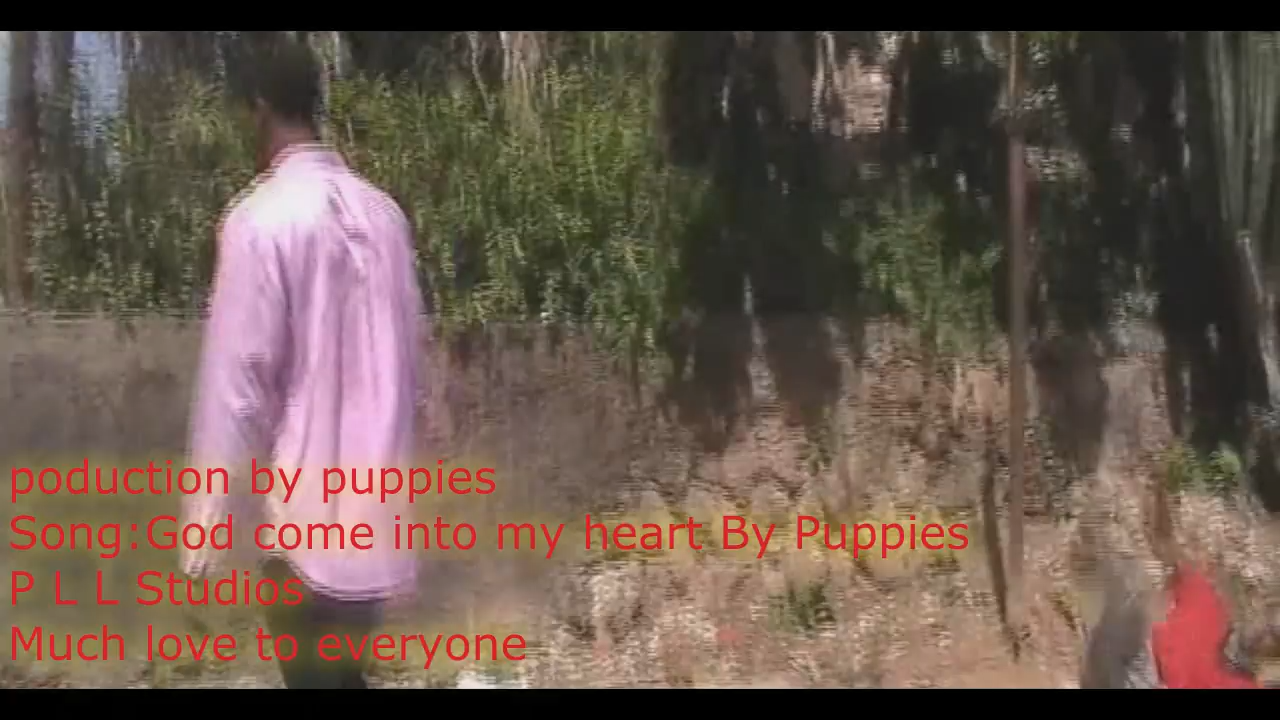 poduction by puppies
Song:God come into my heart By Puppies
P L L Studios
Much love to everyone